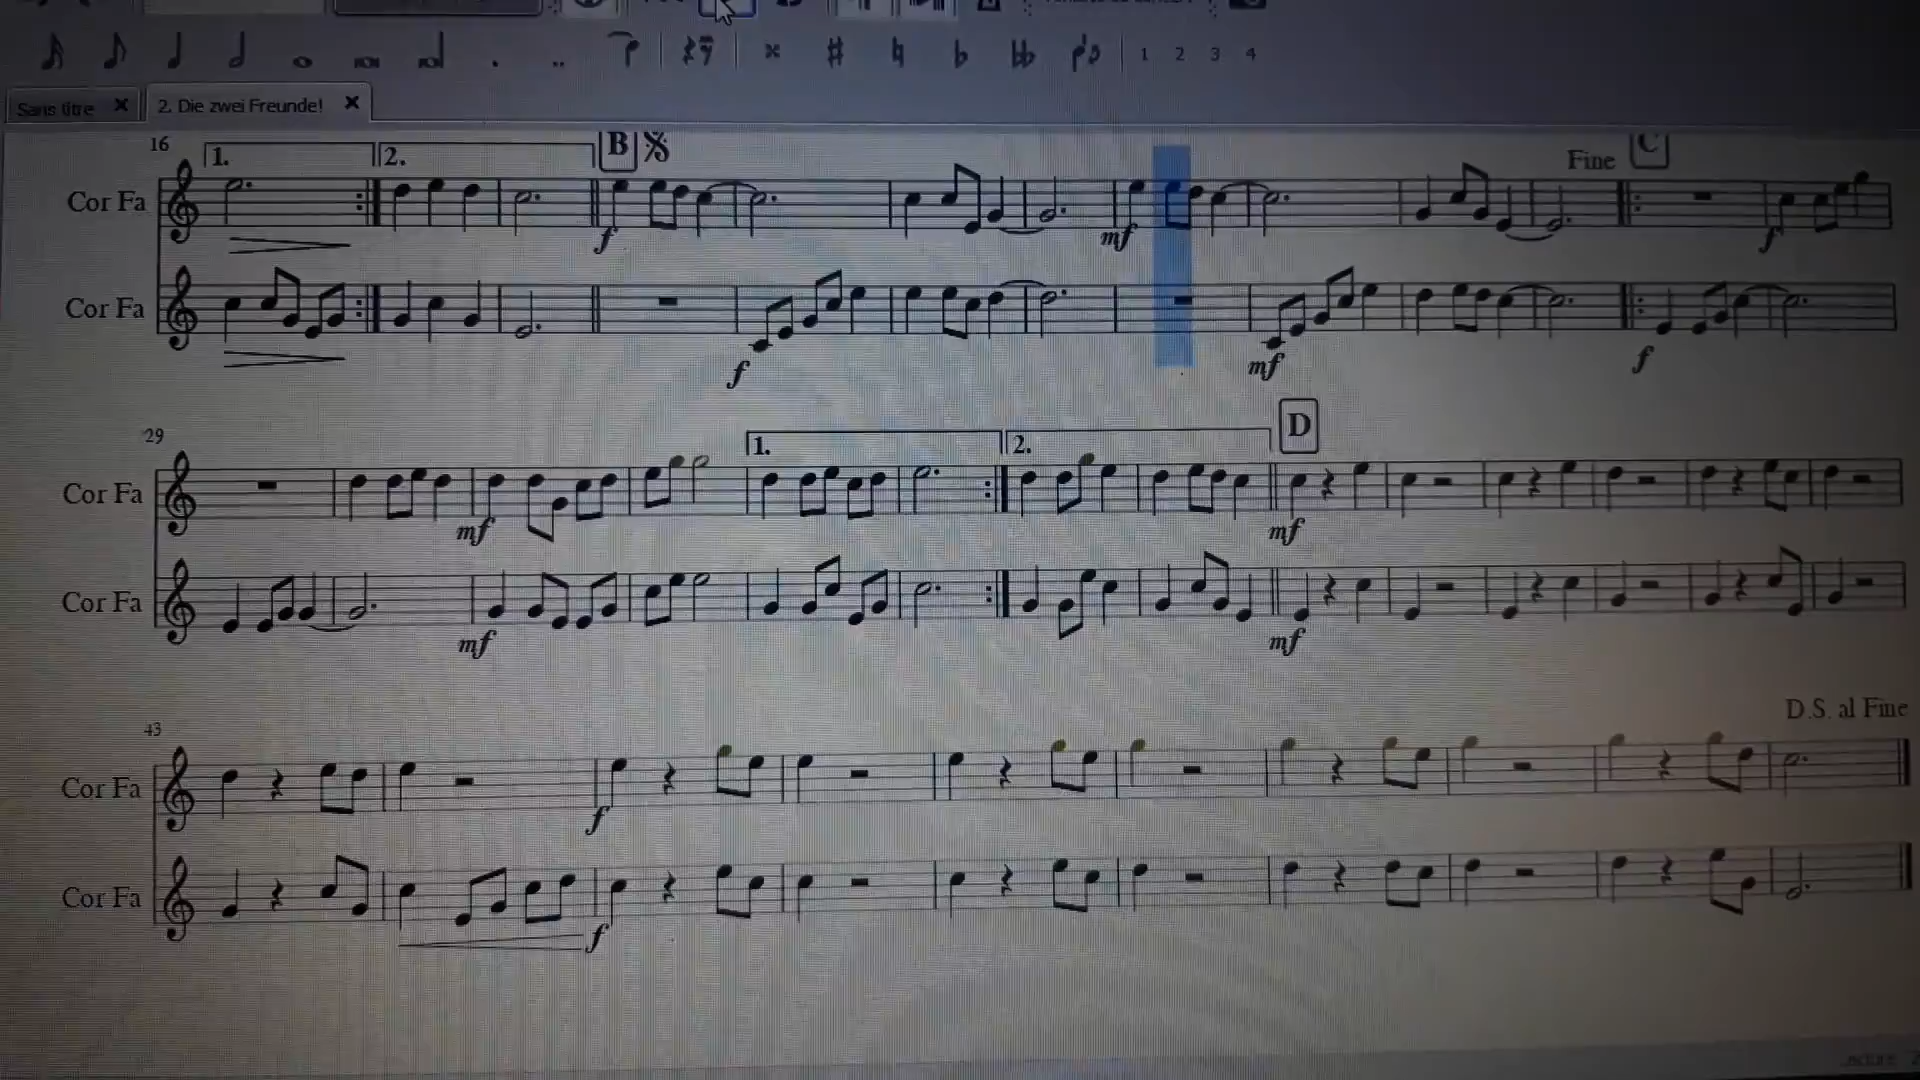 1 2 3 4
Sans titre
2. Die zwei Freunde!
16 1. 2. B Fine C
Cor Fa
f mf f
Cor Fa
f mf f
29 1. 2. D
Cor Fa
mf mf
Cor Fa
mf mf
43 D.S. al Fine
Cor Fa
f
Cor Fa
f